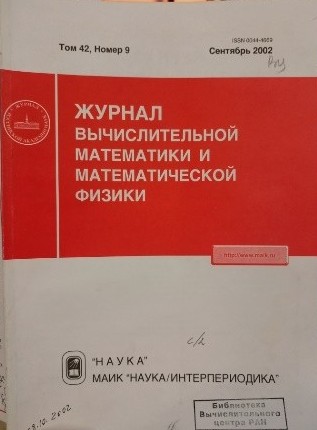 ISSN 0044-4669
Том 42, Номер 9
Сентябрь 2002
ЖУРНАЛ
ВЫЧИСЛИТЕЛЬНОЙ
МАТЕМАТИКИ И
МАТЕМАТИЧЕСКОЙ
ФИЗИКИ
http://www.maik.ru
"НАУКА"
МАИК "НАУКА/ИНТЕРПЕРИОДИКА"
Библиотека
Вычислительного
центра РАН